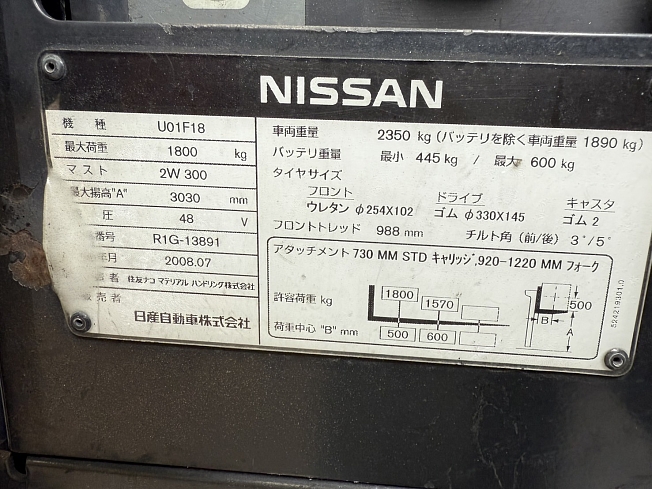 NISSAN
機種 U01F18
最大荷重 1800 kg
マスト 2W 300
最大揚高"A" 3030 mm
圧 48 V
番号 R1G-13891
年月 2008.07
者 住友ナコ マテリアル ハンドリング株式会社
売者 日産自動車株式会社
車両重量 2350 kg (バッテリを除く車両重量 1890 kg)
バッテリ重量 最小 445 kg / 最大 600 kg
タイヤサイズ
フロント ドライブ キャスタ
ウレタン φ254X102 ゴム φ330X145 ゴム 2
フロントトレッド 988 mm チルト角 (前/後) 3°/5°
アタッチメント 730 MM STD キャリッジ,920-1220 MM フォーク
許容荷重 kg 1800 1570
500
B
A
荷重中心 "B" mm 500 600
524219301.0